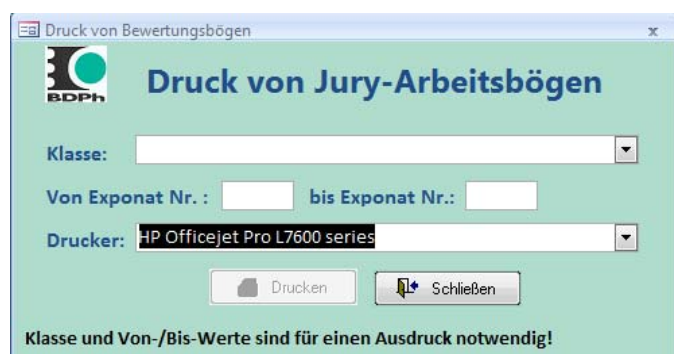 Druck von Bewertungsbögen x
BDPh
Druck von Jury-Arbeitsbögen
Klasse:
Von Exponat Nr. : bis Exponat Nr.:
Drucker: HP Officejet Pro L7600 series
Drucken Schließen
Klasse und Von-/Bis-Werte sind für einen Ausdruck notwendig!